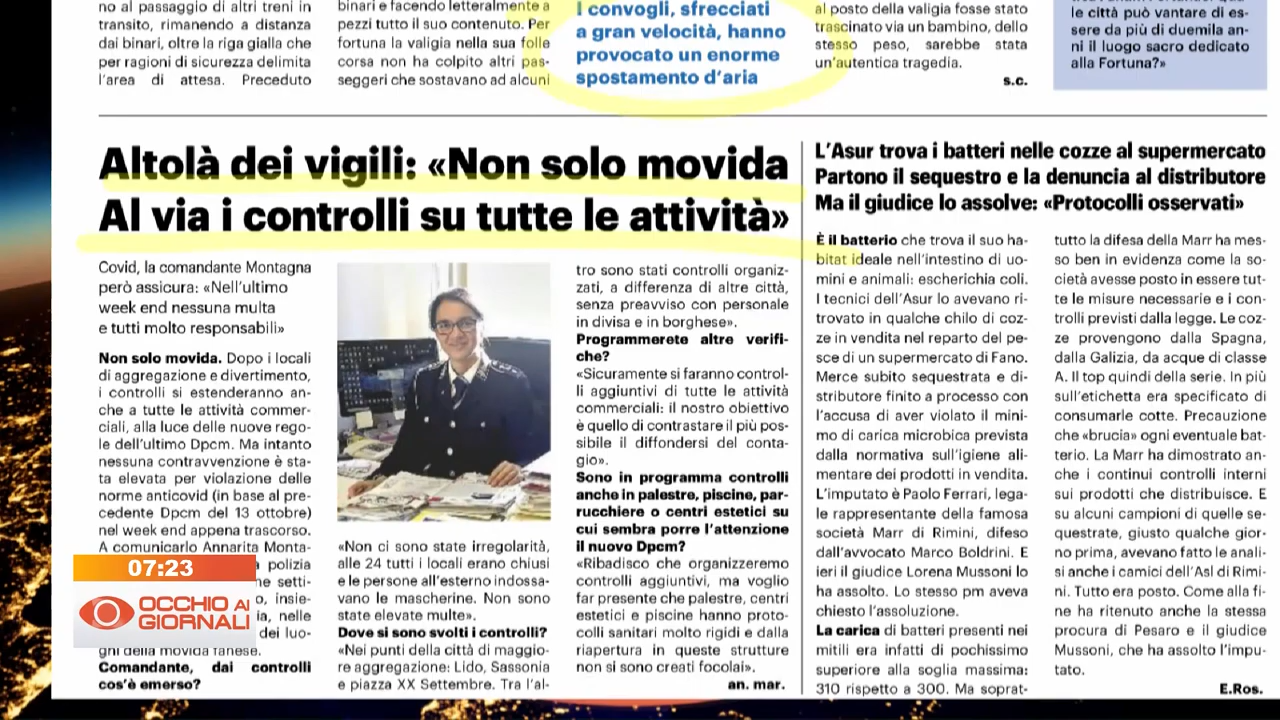 no al passaggio di altri treni in
transito, rimanendo a distanza
dai binari, oltre la riga gialla che
per ragioni di sicurezza delimita
l'area di attesa. Preceduto
binari e facendo letteralmente a
pezzi tutto il suo contenuto. Per
fortuna la valigia nella sua folle
corsa non ha colpito altri pas-
seggeri che sostavano ad alcuni
I convogli, sfrecciati
a gran velocità, hanno
provocato un enorme
spostamento d'aria
al posto della valigia fosse stato
trascinato via un bambino, dello
stesso peso, sarebbe stata
un'autentica tragedia.
s.c.
le città può vantare di es-
sere da più di duemila an-
ni il luogo sacro dedicato
alla Fortuna?»
Altolà dei vigili: «Non solo movida
Al via i controlli su tutte le attività»
Covid, la comandante Montagna
però assicura: «Nell'ultimo
week end nessuna multa
e tutti molto responsabili»
Non solo movida. Dopo i locali
di aggregazione e divertimento,
i controlli si estenderanno an-
che a tutte le attività commer-
ciali, alla luce delle nuove rego-
le dell'ultimo Dpcm. Ma intanto
nessuna contravvenzione è sta-
ta elevata per violazione delle
norme anticovid (in base al pre-
cedente Dpcm del 13 ottobre)
nel week end appena trascorso.
A comunicarlo Annarita Monta-
polizia
ne setti-
o, insie-
ia, nelle
dei luo-
ghi della movida fanese.
Comandante, dai controlli
cos'è emerso?
«Non ci sono state irregolarità,
alle 24 tutti i locali erano chiusi
e le persone all'esterno indossa-
vano le mascherine. Non sono
state elevate multe».
Dove si sono svolti i controlli?
«Nei punti della città di maggio-
re aggregazione: Lido, Sassonia
e piazza XX Settembre. Tra l'al-
tro sono stati controlli organiz-
zati, a differenza di altre città,
senza preavviso con personale
in divisa e in borghese».
Programmerete altre verifi-
che?
«Sicuramente si faranno control-
li aggiuntivi di tutte le attività
commerciali: il nostro obiettivo
è quello di contrastare il più pos-
sibile il diffondersi del conta-
gio».
Sono in programma controlli
anche in palestre, piscine, par-
rucchiere o centri estetici su
cui sembra porre l'attenzione
il nuovo Dpcm?
«Ribadisco che organizzeremo
controlli aggiuntivi, ma voglio
far presente che palestre, centri
estetici e piscine hanno proto-
colli sanitari molto rigidi e dalla
riapertura in queste strutture
non si sono creati focolai».
an. mar.
L'Asur trova i batteri nelle cozze al supermercato
Partono il sequestro e la denuncia al distributore
Ma il giudice lo assolve: «Protocolli osservati»
È il batterio che trova il suo ha-
bitat ideale nell'intestino di uo-
mini e animali: escherichia coli.
I tecnici dell'Asur lo avevano ri-
trovato in qualche chilo di coz-
ze in vendita nel reparto del pe-
sce di un supermercato di Fano.
Merce subito sequestrata e di-
stributore finito a processo con
l'accusa di aver violato il mini-
mo di carica microbica prevista
dalla normativa sull'igiene ali-
mentare dei prodotti in vendita.
L'imputato è Paolo Ferrari, lega-
le rappresentante della famosa
società Marr di Rimini, difeso
dall'avvocato Marco Boldrini. E
ieri il giudice Lorena Mussoni lo
ha assolto. Lo stesso pm aveva
chiesto l'assoluzione.
La carica di batteri presenti nei
mitili era infatti di pochissimo
superiore alla soglia massima:
310 rispetto a 300. Ma soprat-
tutto la difesa della Marr ha mes-
so ben in evidenza come la so-
cietà avesse posto in essere tut-
te le misure necessarie e i con-
trolli previsti dalla legge. Le coz-
ze provengono dalla Spagna,
dalla Galizia, da acque di classe
A. Il top quindi della serie. In più
sull'etichetta era specificato di
consumarle cotte. Precauzione
che «brucia» ogni eventuale bat-
terio. La Marr ha dimostrato an-
che i continui controlli interni
sui prodotti che distribuisce. E
su alcuni campioni di quelle se-
questrate, giusto qualche gior-
no prima, avevano fatto le anali-
si anche i camici dell'Asl di Rimi-
ni. Tutto era posto. Come alla fi-
ne ha ritenuto anche la stessa
procura di Pesaro e il giudice
Mussoni, che ha assolto l'impu-
tato.
E.Ros.
07:23
OCCHIO AI
GIORNALI